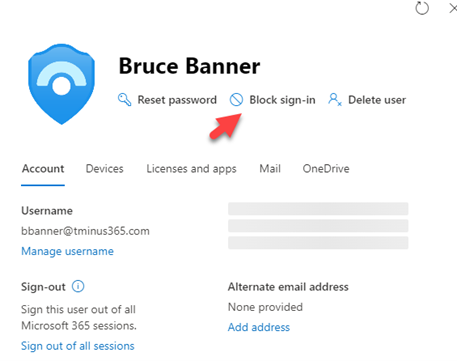 Bruce Banner
Reset password Block sign-in Delete user
Account Devices Licenses and apps Mail OneDrive
Username
bbanner@tminus365.com
Manage username
Sign-out
Sign this user out of all
Microsoft 365 sessions.
Sign out of all sessions
Alternate email address
None provided
Add address